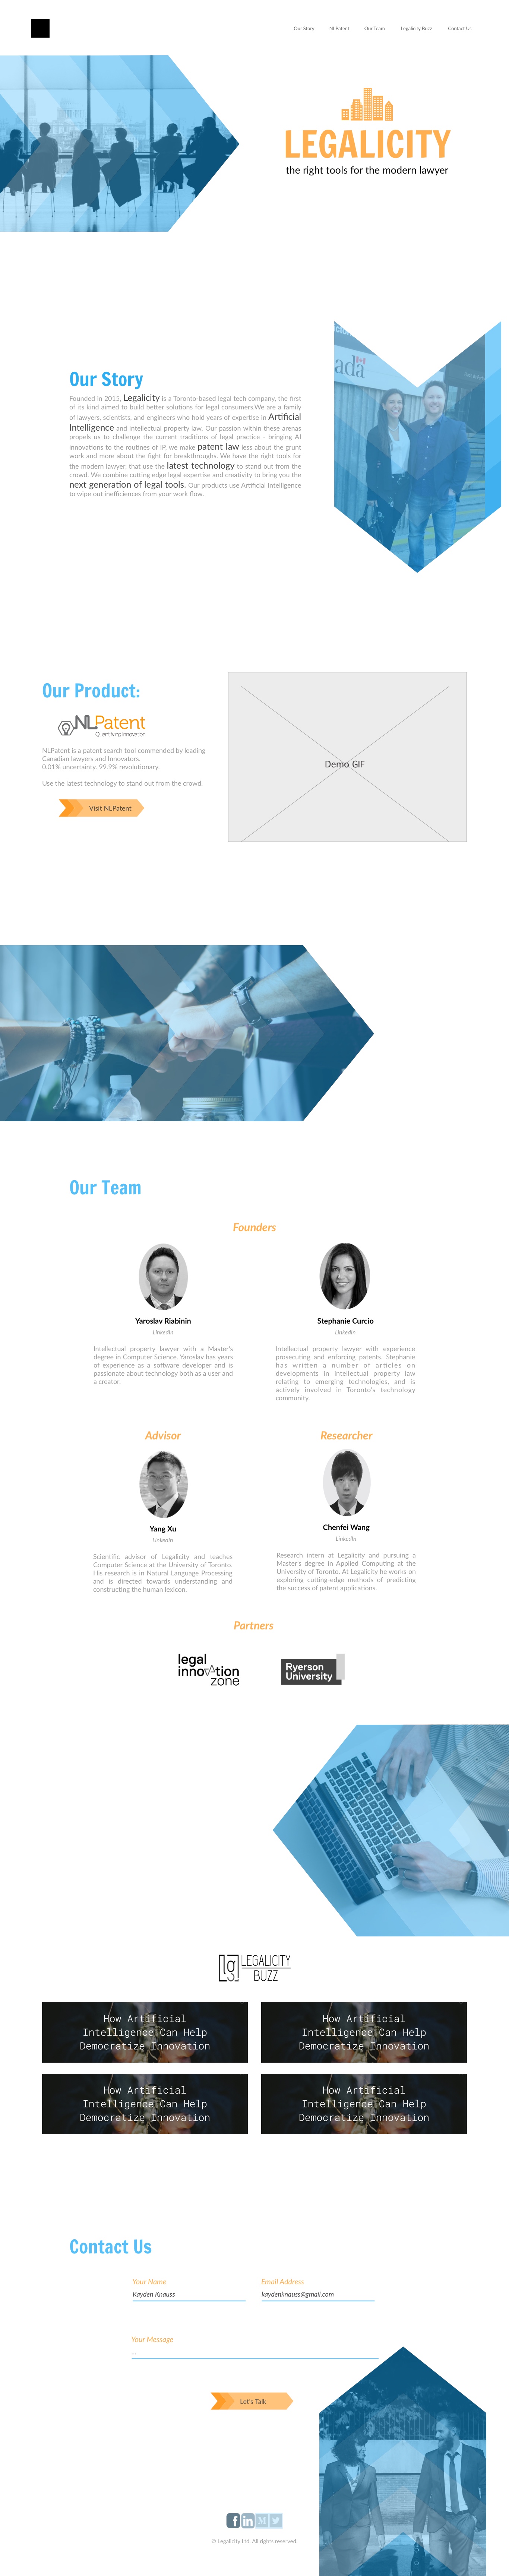 Our Story NLPatent Our Team Legalicity Buzz Contact Us
LEGALICITY
the right tools for the modern lawyer
ada
Our Story
Founded in 2015, Legalicity is a Toronto-based legal tech company, the first
of its kind aimed to build better solutions for legal consumers.We are a family
of lawyers, scientists, and engineers who hold years of expertise in Artificial
Intelligence and intellectual property law. Our passion within these arenas
propels us to challenge the current traditions of legal practice - bringing AI
innovations to the routines of IP, we make patent law less about the grunt
work and more about the fight for breakthroughs. We have the right tools for
the modern lawyer, that use the latest technology to stand out from the
crowd. We combine cutting edge legal expertise and creativity to bring you the
next generation of legal tools. Our products use Artificial Intelligence
to wipe out inefficiences from your work flow.
Our Product:
NLPatent
Quantifying Innovation
NLPatent is a patent search tool commended by leading
Canadian lawyers and Innovators.
0.01% uncertainty. 99.9% revolutionary.
Use the latest technology to stand out from the crowd.
Visit NLPatent
Demo GIF
Our Team
Founders
Yaroslav Riabinin
LinkedIn
Intellectual property lawyer with a Master's
degree in Computer Science. Yaroslav has years
of experience as a software developer and is
passionate about technology both as a user and
a creator.
Stephanie Curcio
LinkedIn
Intellectual property lawyer with experience
prosecuting and enforcing patents. Stephanie
has written a number of articles on
developments in intellectual property law
relating to emerging technologies, and is
actively involved in Toronto's technology
community.
Advisor
Yang Xu
LinkedIn
Scientific advisor of Legalicity and teaches
Computer Science at the University of Toronto.
His research is in Natural Language Processing
and is directed towards understanding and
constructing the human lexicon.
Researcher
Chenfei Wang
LinkedIn
Research intern at Legalicity and pursuing a
Master's degree in Applied Computing at the
University of Toronto. At Legalicity he works on
exploring cutting-edge methods of predicting
the success of patent applications.
Partners
legal
innovation
zone
Ryerson
University
lg
LEGALICITY
BUZZ
How Artificial
Intelligence Can Help
Democratize Innovation
How Artificial
Intelligence Can Help
Democratize Innovation
How Artificial
Intelligence Can Help
Democratize Innovation
How Artificial
Intelligence Can Help
Democratize Innovation
Contact Us
Your Name
Kayden Knauss
Email Address
kaydenknauss@gmail.com
Your Message
...
Let's Talk
© Legalicity Ltd. All rights reserved.